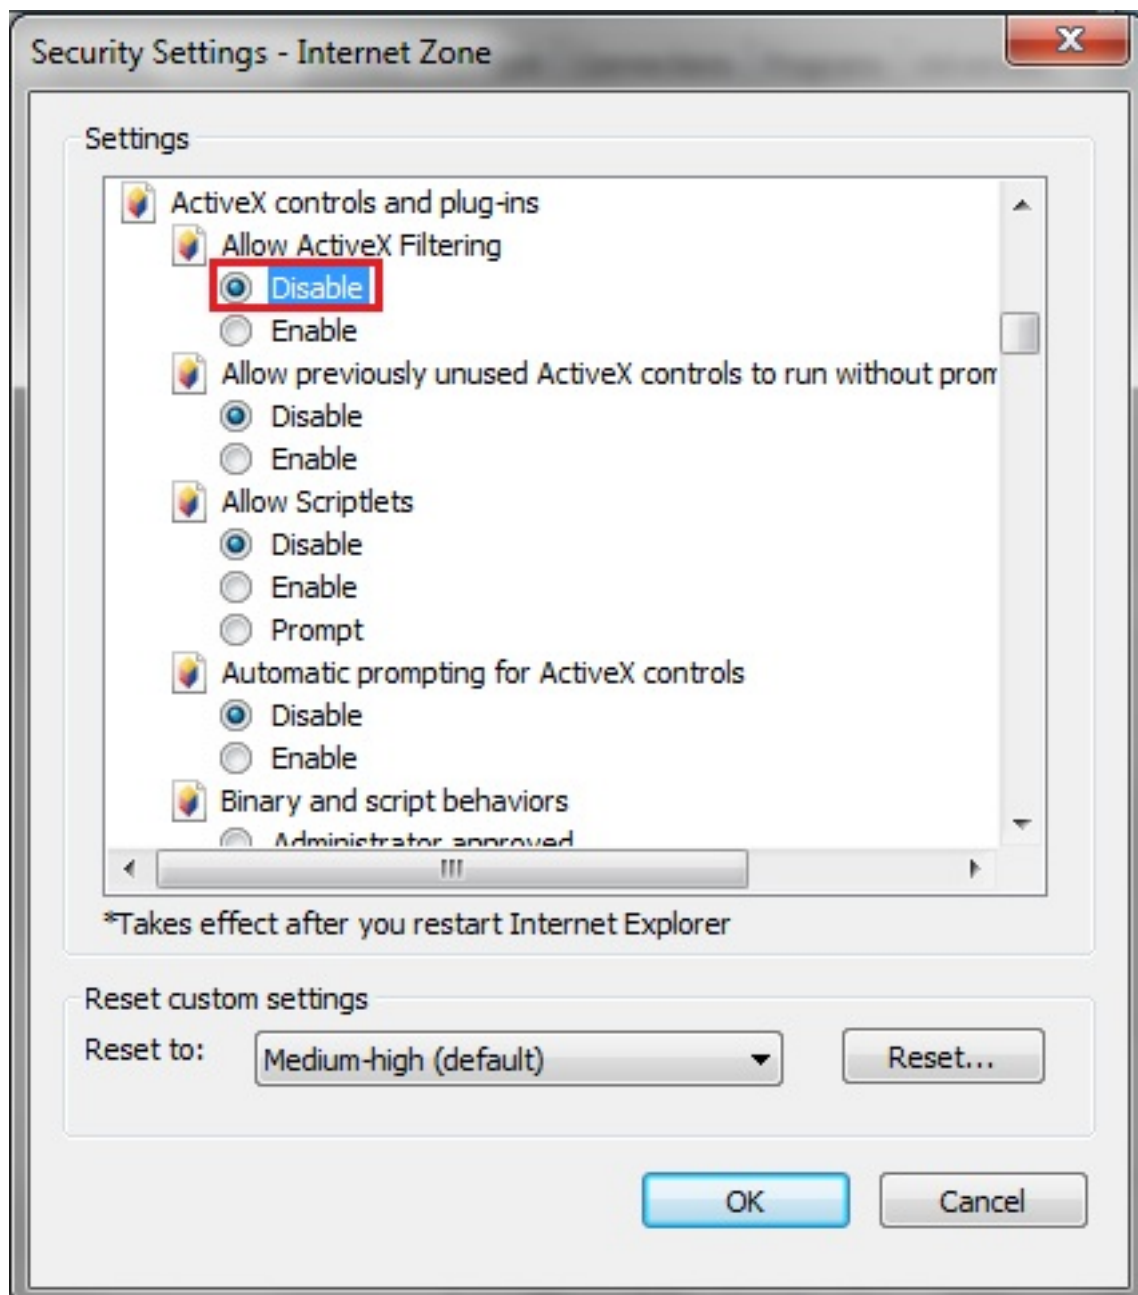 Security Settings - Internet Zone
Settings
ActiveX controls and plug-ins
Allow ActiveX Filtering
Disable
Enable
Allow previously unused ActiveX controls to run without prom
Disable
Enable
Allow Scriptlets
Disable
Enable
Prompt
Automatic prompting for ActiveX controls
Disable
Enable
Binary and script behaviors
Administrator approved
*Takes effect after you restart Internet Explorer
Reset custom settings
Reset to:
Medium-high (default)
Reset...
OK
Cancel